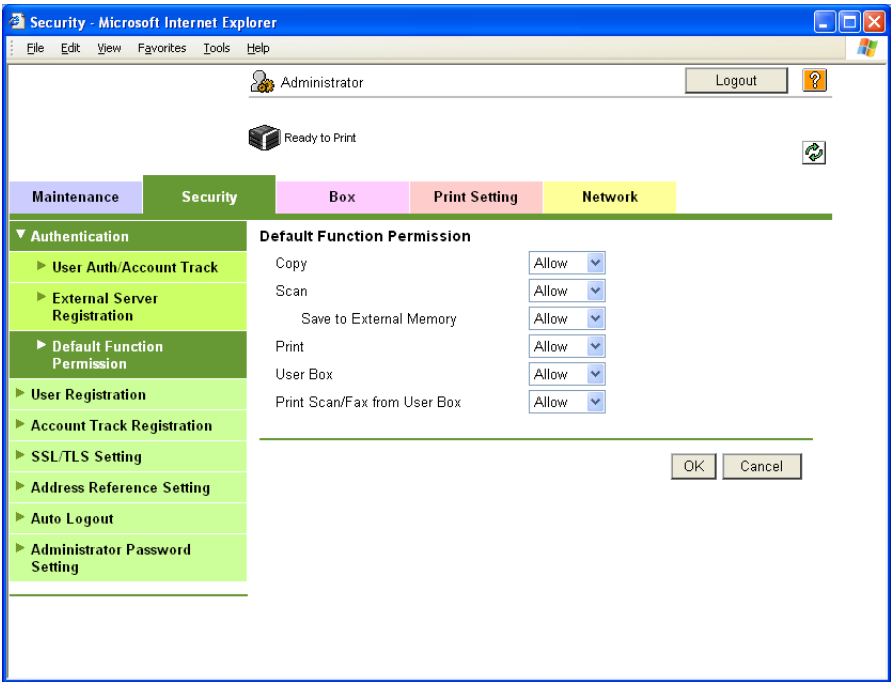 Security - Microsoft Internet Explorer
File Edit View Favorites Tools Help
Administrator
Logout
?
Ready to Print
Maintenance Security Box Print Setting Network
Authentication
User Auth/Account Track
External Server
Registration
Default Function
Permission
User Registration
Account Track Registration
SSL/TLS Setting
Address Reference Setting
Auto Logout
Administrator Password
Setting
Default Function Permission
Copy Allow
Scan Allow
Save to External Memory Allow
Print Allow
User Box Allow
Print Scan/Fax from User Box Allow
OK Cancel